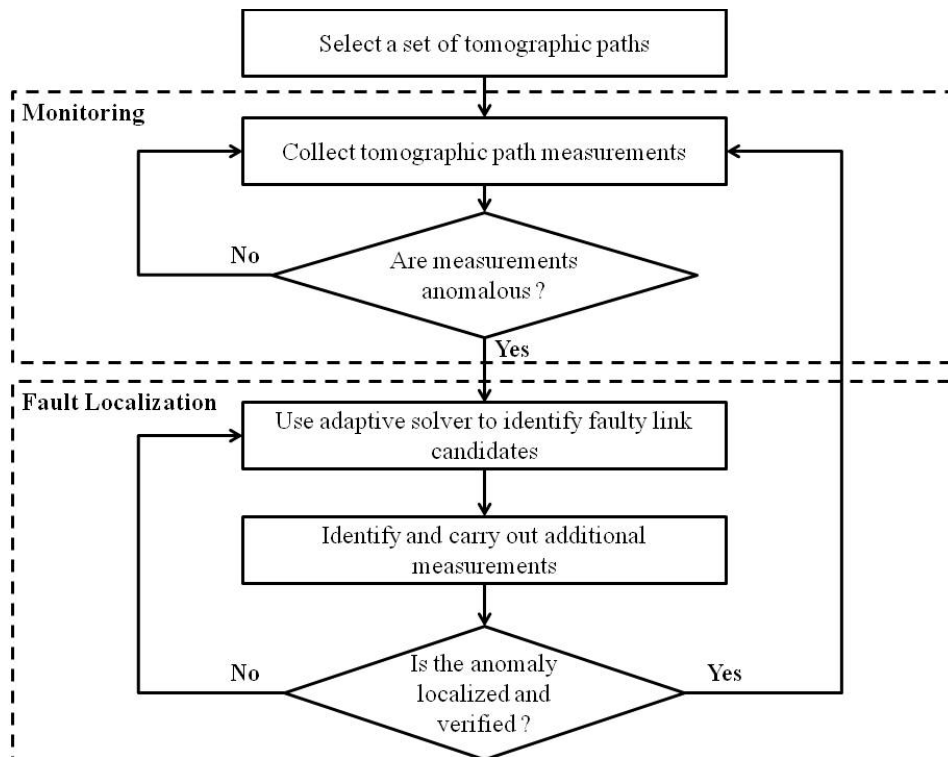 Select a set of tomographic paths
Monitoring
Collect tomographic path measurements
No
Are measurements
anomalous ?
Yes
Fault Localization
Use adaptive solver to identify faulty link
candidates
Identify and carry out additional
measurements
No
Is the anomaly
localized and
verified ?
Yes